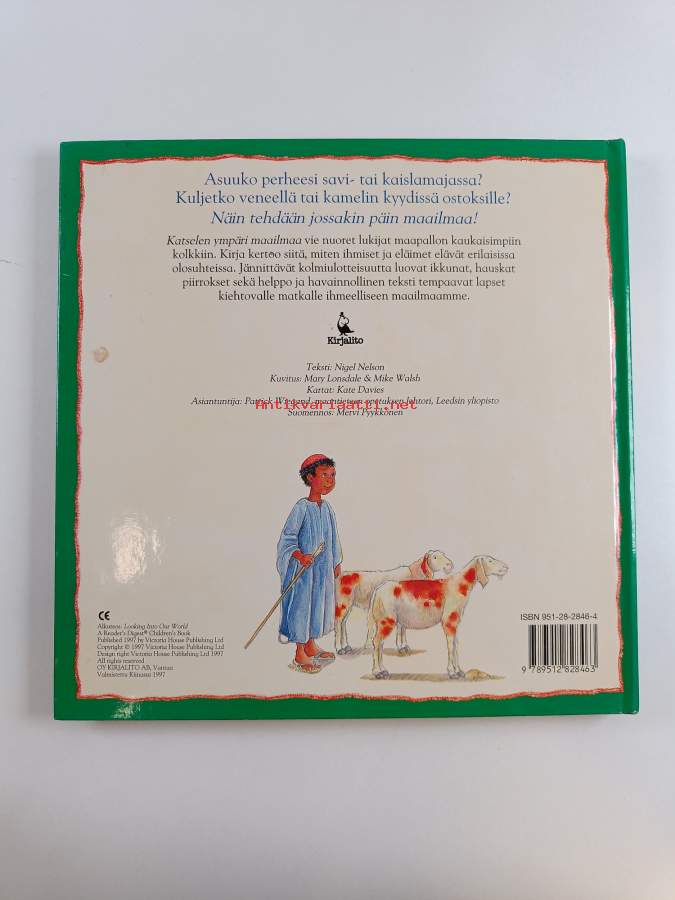 Asuuko perheesi savi- tai kaislamajassa?
Kuljetko veneellä tai kamelin kyydissä ostoksille?
Näin tehdään jossakin päin maailmaa!
Katselen ympäri maailmaa vie nuoret lukijat maapallon kaukaisimpiin
kolkkiin. Kirja kertoo siitä, miten ihmiset ja eläimet elävät erilaisissa
olosuhteissa. Jännittävät kolmiulotteisuutta luovat ikkunat, hauskat
piirrokset sekä helppo ja havainnollinen teksti tempaavat lapset
kiehtovalle matkalle ihmeelliseen maailmaamme.
Kirjalito
Teksti: Nigel Nelson
Kuvitus: Mary Lonsdale & Mike Walsh
Kartat: Kate Davies
Asiantuntija: Patrick Wiegand, maantieteen opetuksen lehtori, Leedsin yliopisto
Antikvariaatti.net
Suomennos: Mervi Pyykkönen
CE
Alkuteos: Looking Into Our World
A Reader's Digest® Children's Book
Published 1997 by Victoria House Publishing Ltd
Copyright © 1997 Victoria House Publishing Ltd
Design right Victoria House Publishing Ltd 1997
All rights reserved
OY KIRJALITO AB, Vantaa
Valmistettu Kiinassa 1997
ISBN 951-28-2846-4
9 789512 828463